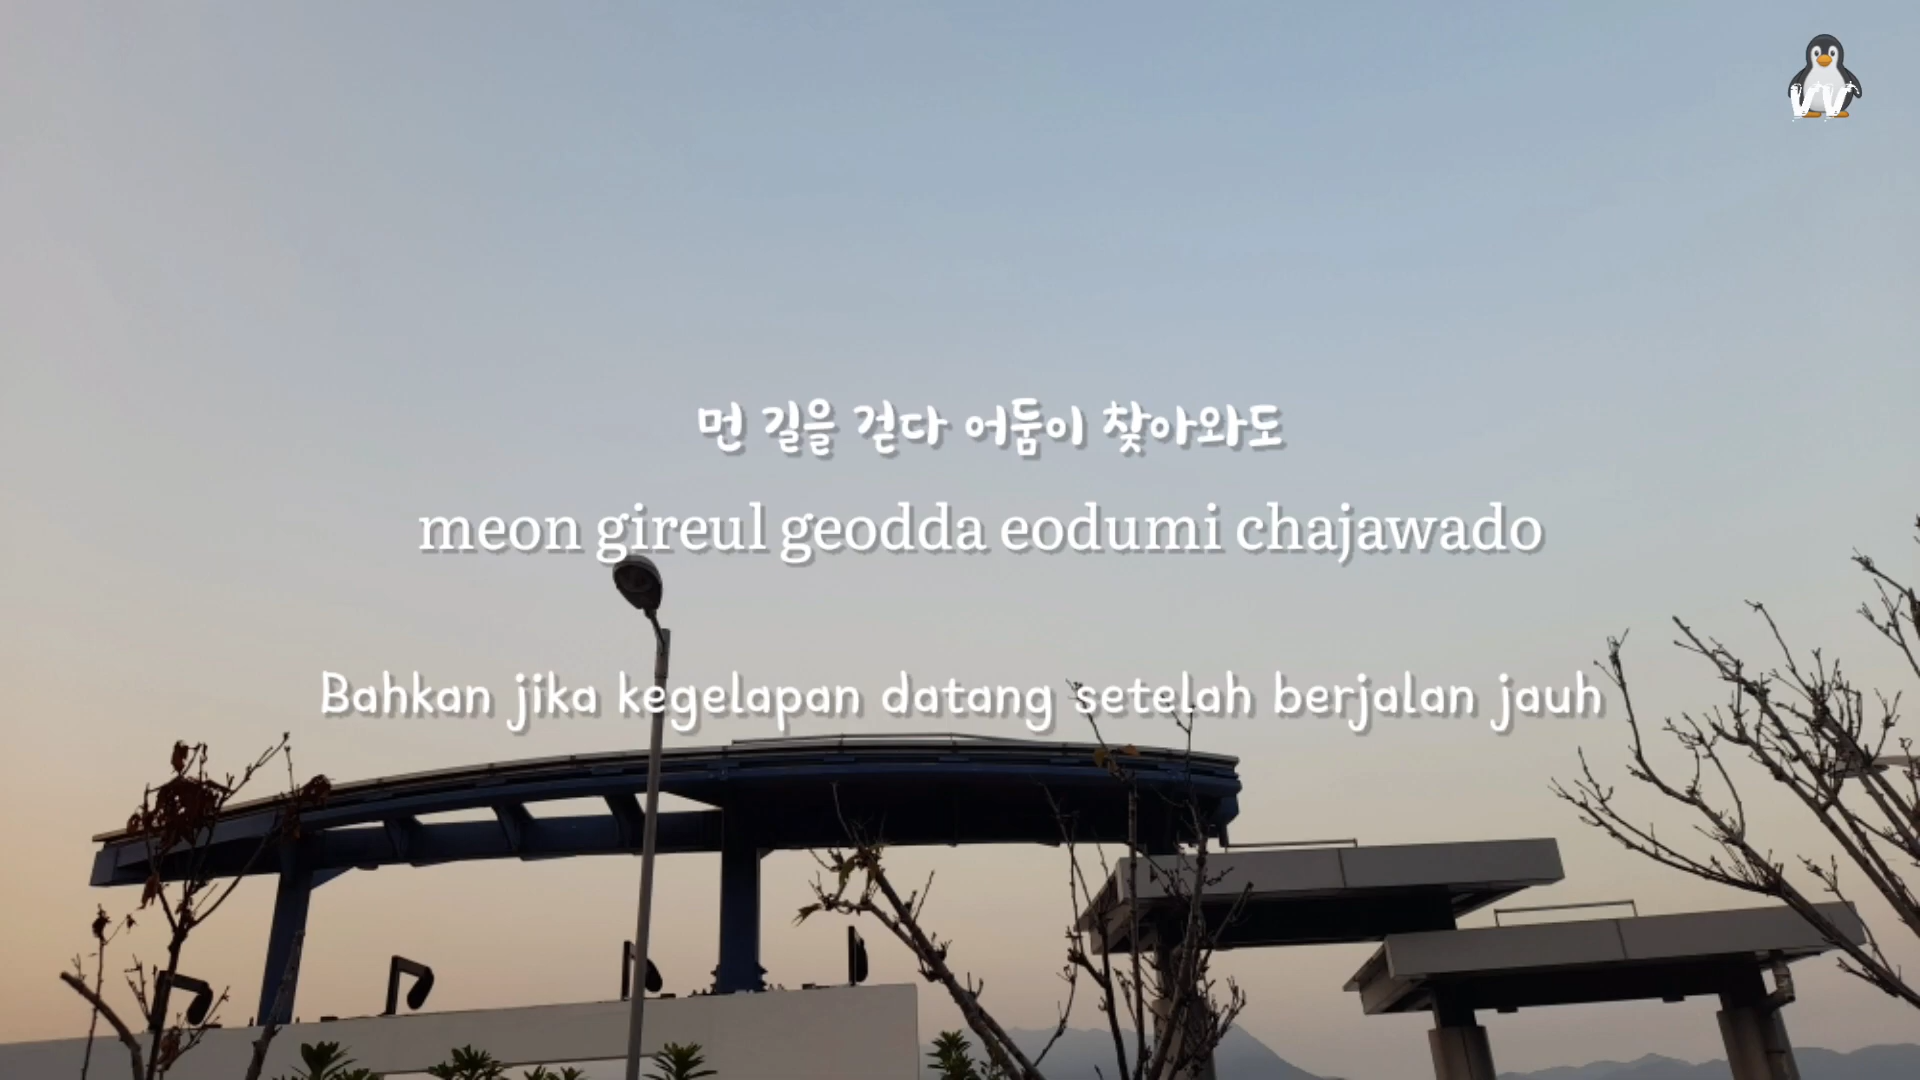 VV
먼 길을 걷다 어둠이 찾아와도
meon gireul geodda eodumi chajawado
Bahkan jika kegelapan datang setelah berjalan jauh